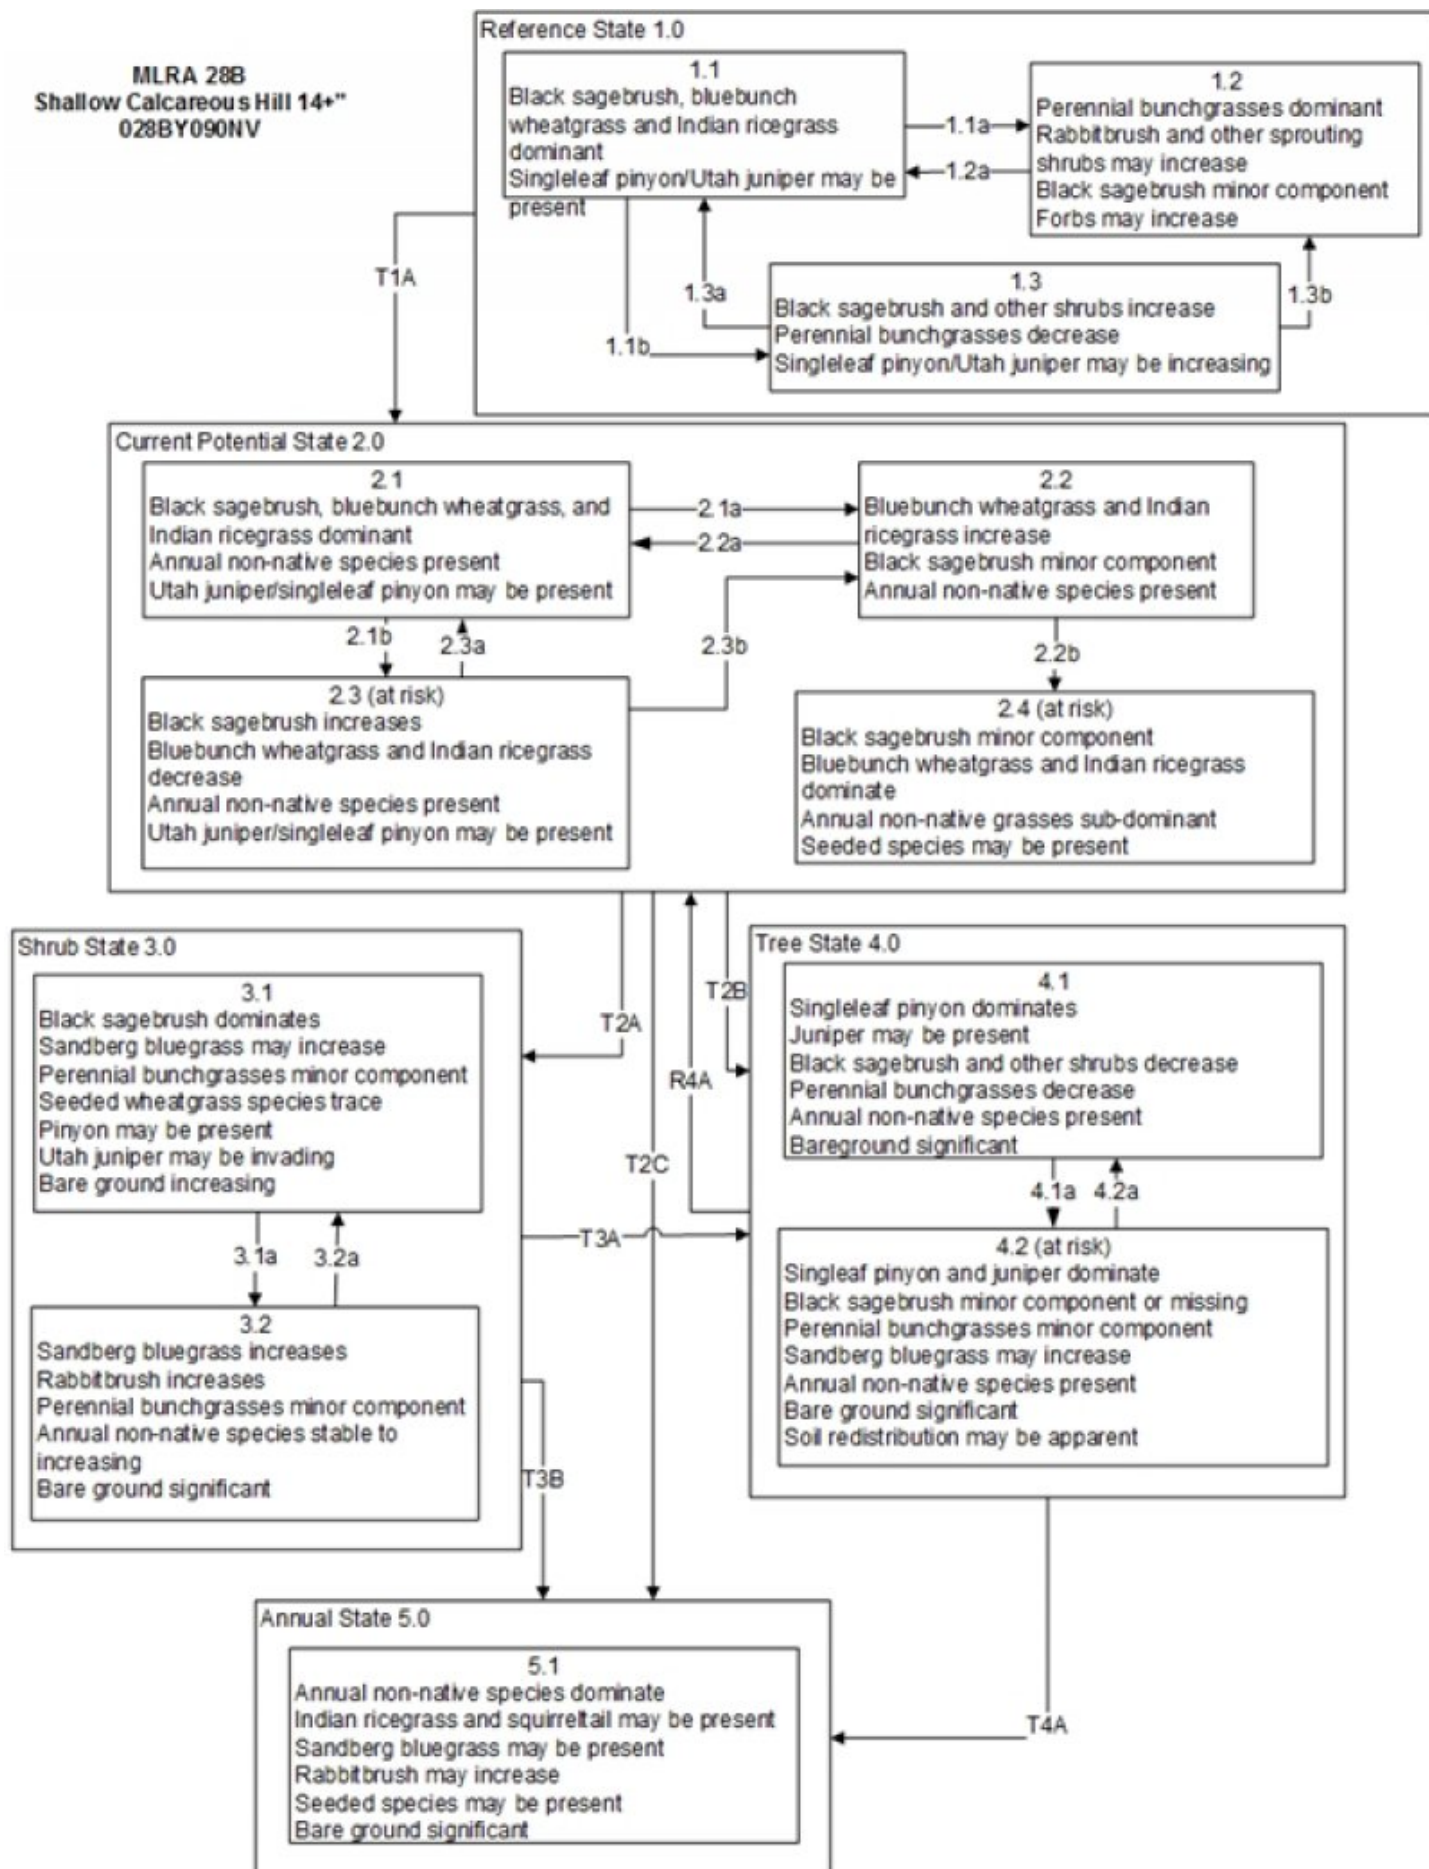 MLRA 28B
Shallow Calcareous Hill 14+"
028BY090NV
Reference State 1.0
1.1
Black sagebrush, bluebunch
wheatgrass and Indian ricegrass
dominant
Singleleaf pinyon/Utah juniper may be
present
1.1a
1.2a
1.2
Perennial bunchgrasses dominant
Rabbitbrush and other sprouting
shrubs may increase
Black sagebrush minor component
Forbs may increase
T1A
1.1b
1.3a
1.3
Black sagebrush and other shrubs increase
Perennial bunchgrasses decrease
Singleleaf pinyon/Utah juniper may be increasing
1.3b
Current Potential State 2.0
2.1
Black sagebrush, bluebunch wheatgrass, and
Indian ricegrass dominant
Annual non-native species present
Utah juniper/singleleaf pinyon may be present
2.1a
2.2a
2.2
Bluebunch wheatgrass and Indian
ricegrass increase
Black sagebrush minor component
Annual non-native species present
2.1b
2.3a
2.3b
2.2b
2.3 (at risk)
Black sagebrush increases
Bluebunch wheatgrass and Indian ricegrass
decrease
Annual non-native species present
Utah juniper/singleleaf pinyon may be present
2.4 (at risk)
Black sagebrush minor component
Bluebunch wheatgrass and Indian ricegrass
dominate
Annual non-native grasses sub-dominant
Seeded species may be present
Shrub State 3.0
3.1
Black sagebrush dominates
Sandberg bluegrass may increase
Perennial bunchgrasses minor component
Seeded wheatgrass species trace
Pinyon may be present
Utah juniper may be invading
Bare ground increasing
T2A
T2C
R4A
T2B
Tree State 4.0
4.1
Singleleaf pinyon dominates
Juniper may be present
Black sagebrush and other shrubs decrease
Perennial bunchgrasses decrease
Annual non-native species present
Bareground significant
3.1a
3.2a
T3A
4.1a
4.2a
3.2
Sandberg bluegrass increases
Rabbitbrush increases
Perennial bunchgrasses minor component
Annual non-native species stable to
increasing
Bare ground significant
T3B
4.2 (at risk)
Singleaf pinyon and juniper dominate
Black sagebrush minor component or missing
Perennial bunchgrasses minor component
Sandberg bluegrass may increase
Annual non-native species present
Bare ground significant
Soil redistribution may be apparent
Annual State 5.0
5.1
Annual non-native species dominate
Indian ricegrass and squirreltail may be present
Sandberg bluegrass may be present
Rabbitbrush may increase
Seeded species may be present
Bare ground significant
T4A